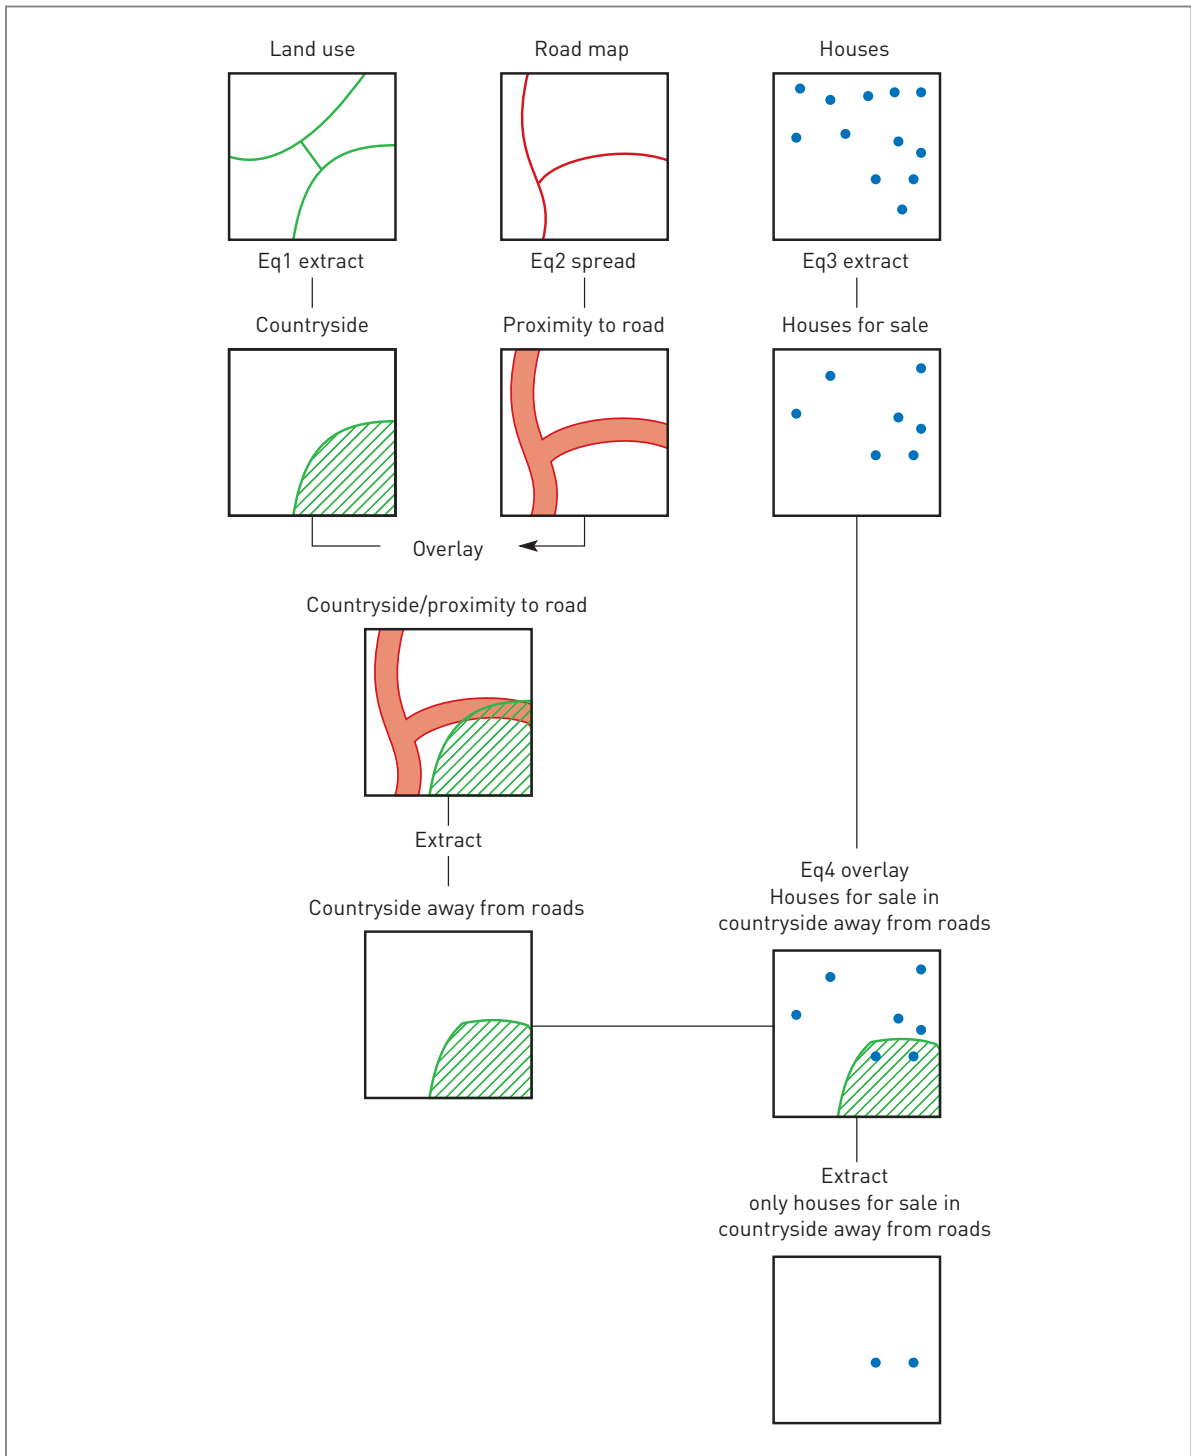 Land use
Road map
Houses
Eq1 extract
Eq2 spread
Eq3 extract
Countryside
Proximity to road
Houses for sale
Overlay
Countryside/proximity to road
Extract
Countryside away from roads
Eq4 overlay
Houses for sale in
countryside away from roads
Extract
only houses for sale in
countryside away from roads